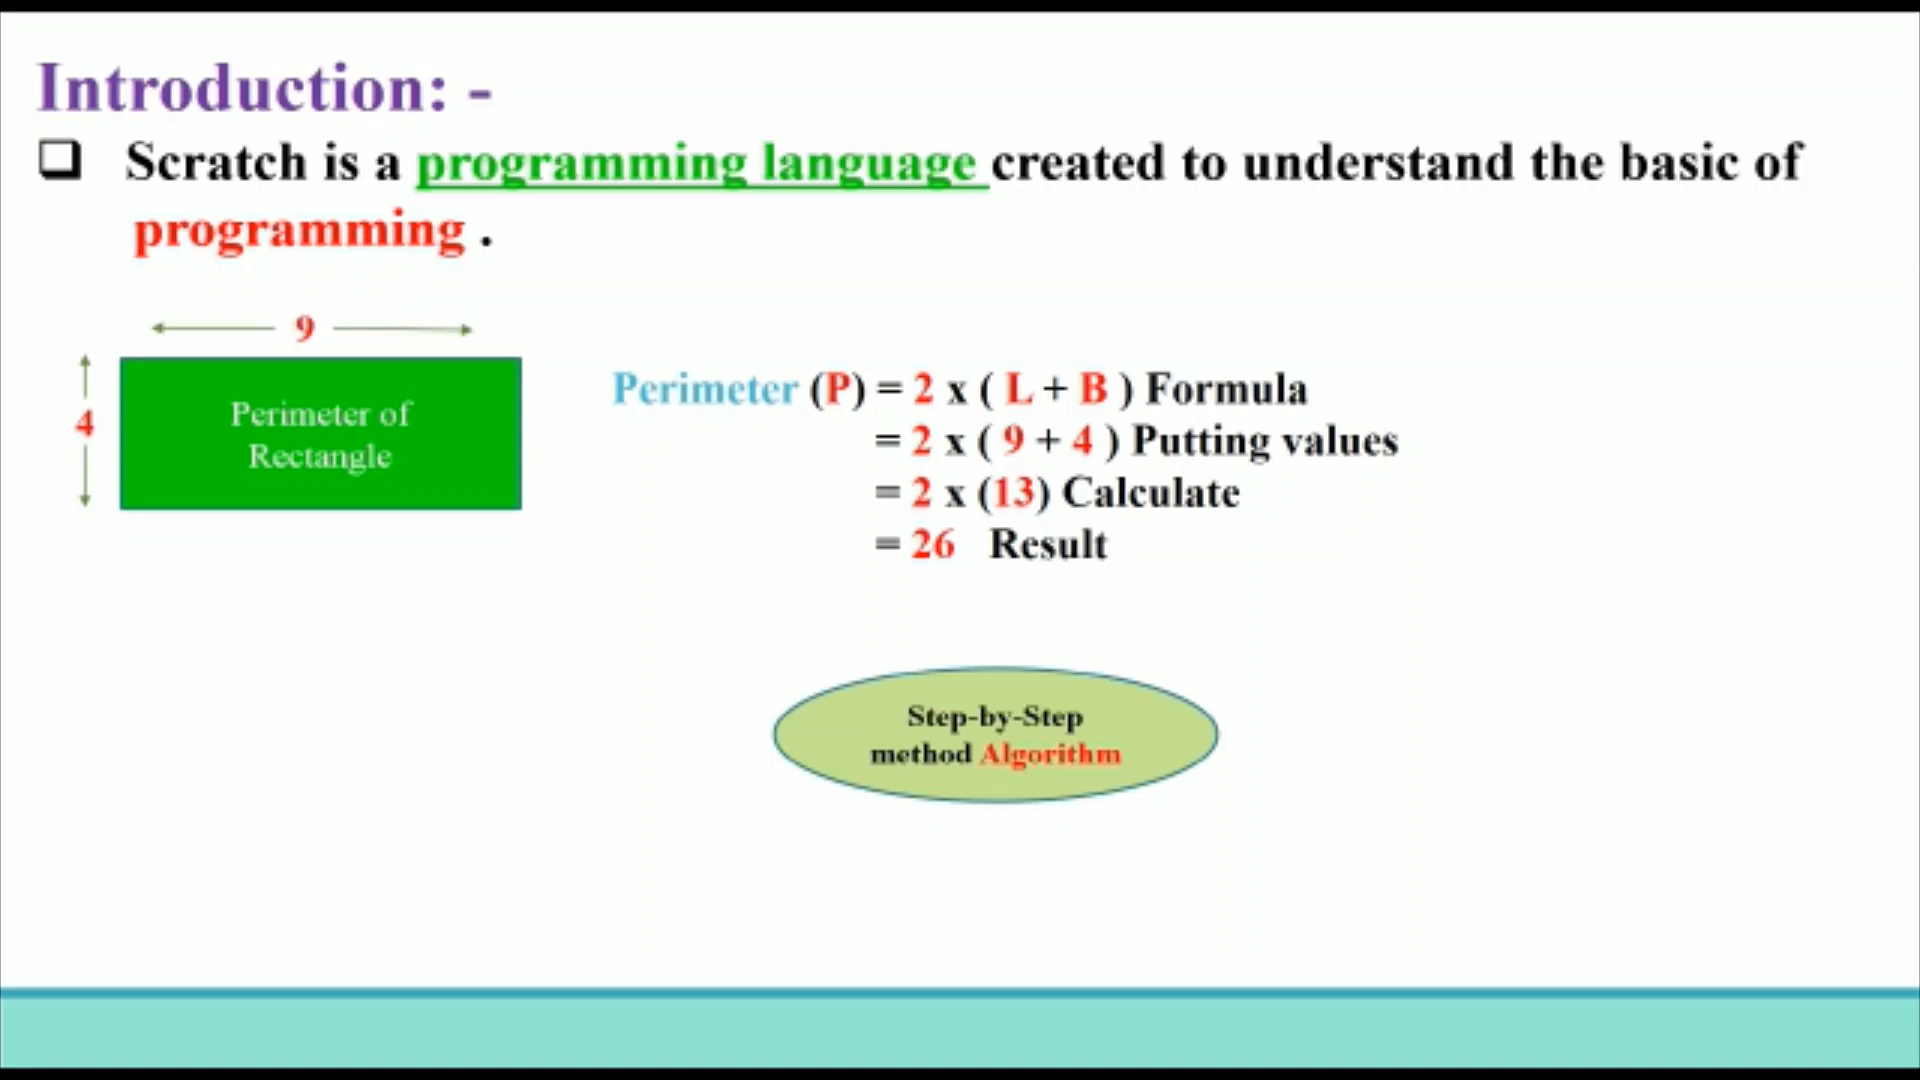 Introduction: -
❑ Scratch is a programming language created to understand the basic of
programming .
9
4
Perimeter of
Rectangle
Perimeter (P) = 2 x ( L + B ) Formula
= 2 x ( 9 + 4 ) Putting values
= 2 x (13) Calculate
= 26 Result
Step-by-Step
method Algorithm